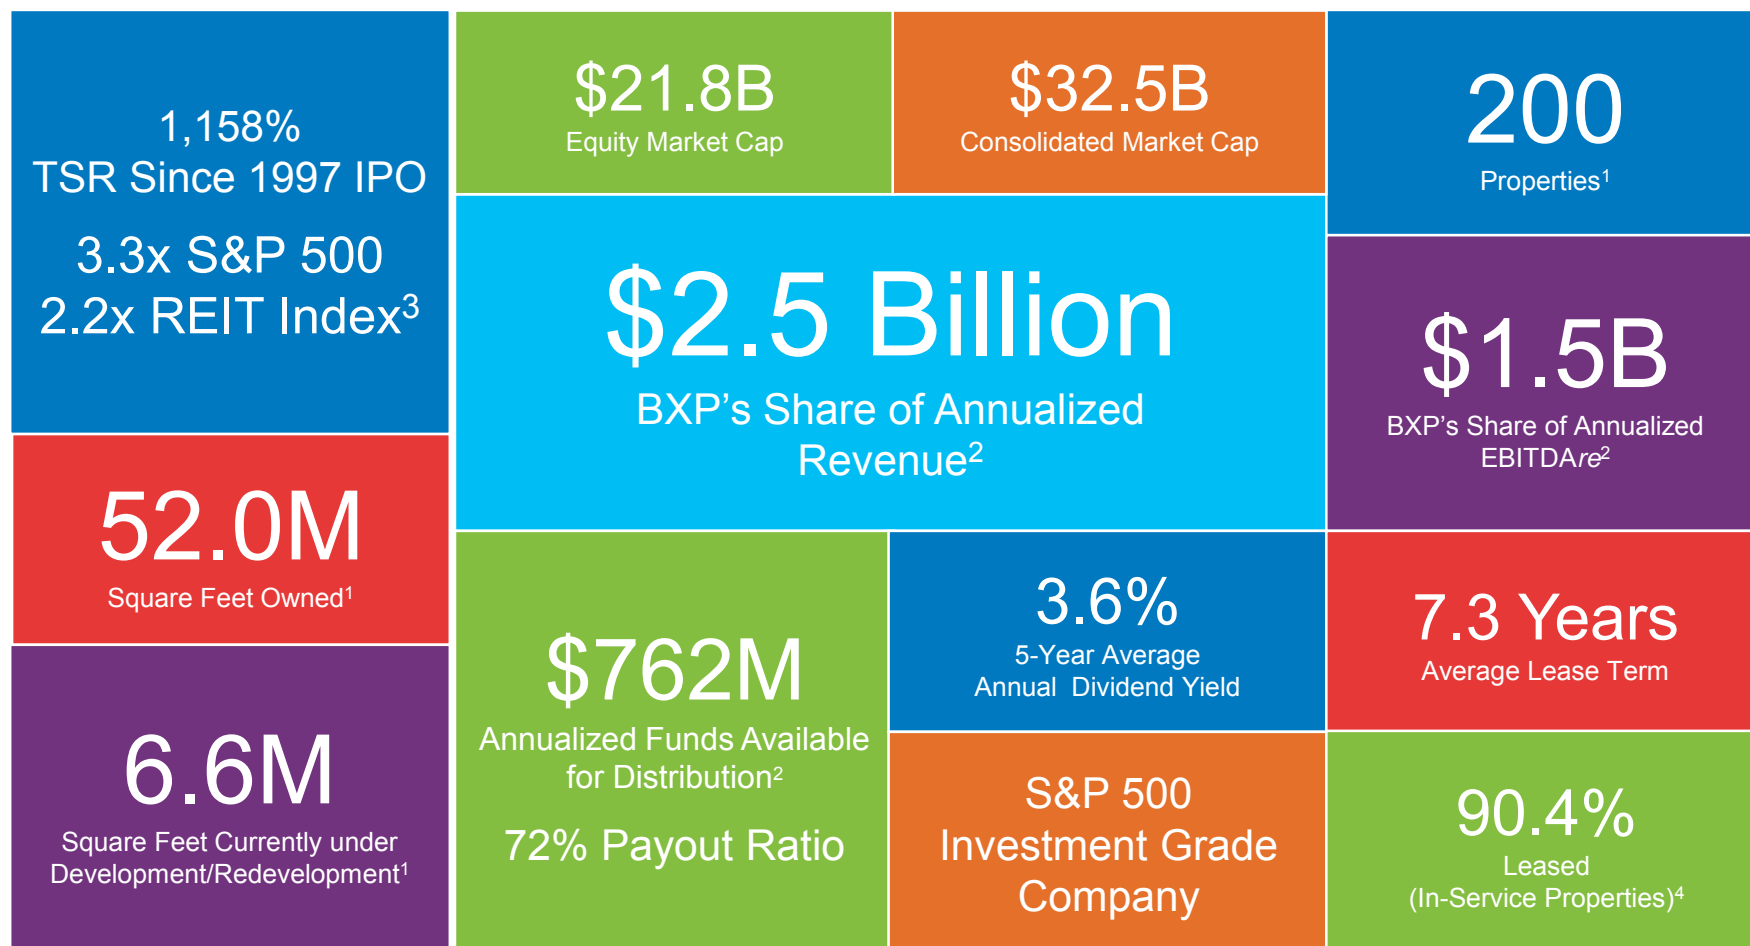 1,158%
TSR Since 1997 IPO
3.3x S&P 500
2.2x REIT Index3
52.0M
Square Feet Owned1
6.6M
Square Feet Currently under
Development/Redevelopment1
$21.8B
Equity Market Cap
$32.5B
Consolidated Market Cap
$2.5 Billion
BXP’s Share of Annualized
Revenue2
$762M
Annualized Funds Available
for Distribution2
72% Payout Ratio
3.6%
5-Year Average
Annual Dividend Yield
S&P 500
Investment Grade
Company
200
Properties1
$1.5B
BXP’s Share of Annualized
EBITDAre2
7.3 Years
Average Lease Term
90.4%
Leased
(In-Service Properties)4